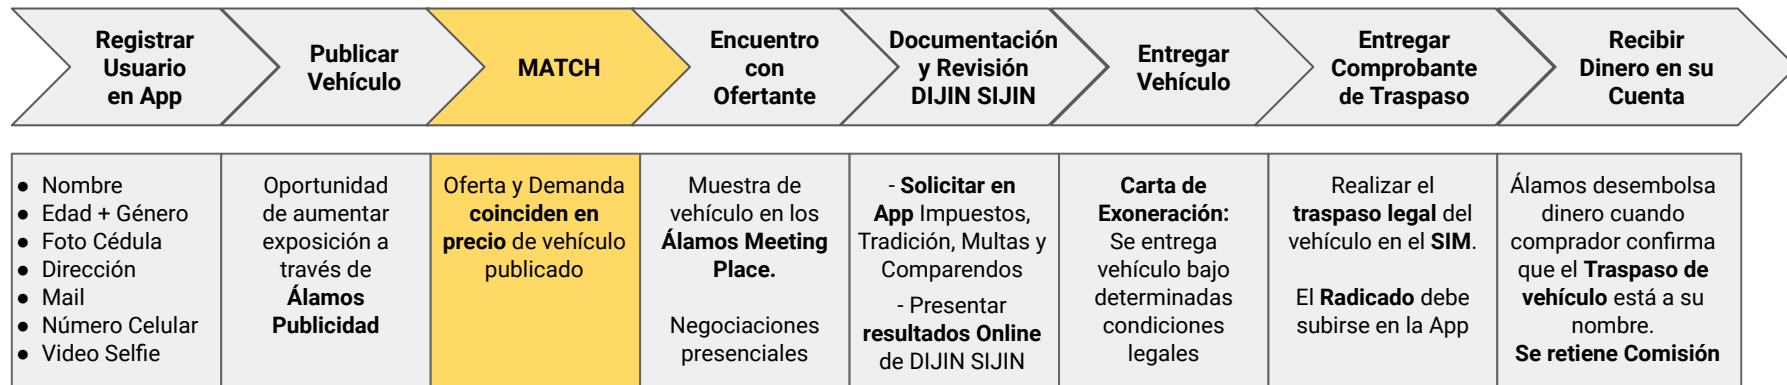 Registrar
Usuario
en App
Publicar
Vehículo
MATCH
Encuentro
con
Ofertante
Documentación
y Revisión
DIJIN SIJIN
Entregar
Vehículo
Entregar
Comprobante
de Traspaso
Recibir
Dinero en su
Cuenta
● Nombre
● Edad + Género
● Foto Cédula
● Dirección
● Mail
● Número Celular
● Video Selfie
Oportunidad
de aumentar
exposición a
través de
Álamos
Publicidad
Oferta y Demanda
coinciden en
precio de vehículo
publicado
Muestra de
vehículo en los
Álamos Meeting
Place.
Negociaciones
presenciales
- Solicitar en
App Impuestos,
Tradición, Multas y
Comparendos
- Presentar
resultados Online
de DIJIN SIJIN
Carta de
Exoneración:
Se entrega
vehículo bajo
determinadas
condiciones
legales
Realizar el
traspaso legal del
vehículo en el SIM.
El Radicado debe
subirse en la App
Álamos desembolsa
dinero cuando
comprador confirma
que el Traspaso de
vehículo está a su
nombre.
Se retiene Comisión